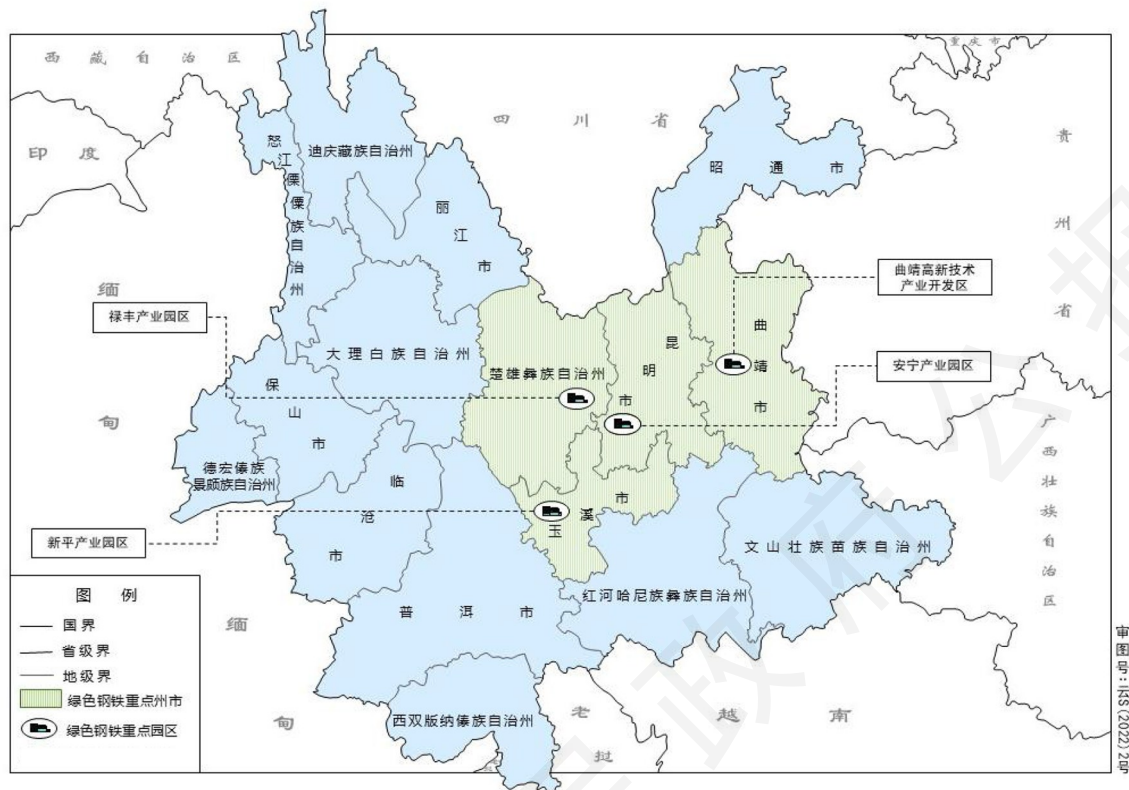 西藏自治区
重庆市
四川省
贵州省
印度
怒江傈僳族自治州
迪庆藏族自治州
丽江市
昭通市
缅甸
曲靖高新技术
产业开发区
禄丰产业园区
大理白族自治州
楚雄彝族自治州
昆明市
曲靖市
安宁产业园区
保山市
德宏傣族
景颇族自治州
临沧市
玉溪市
广西壮族自治区
新平产业园区
文山壮族苗族自治州
红河哈尼族彝族自治州
普洱市
西双版纳傣族自治州
缅甸
老挝
越南
图例
国界
省级界
地级界
绿色钢铁重点州市
绿色钢铁重点园区
审图号：云S(2022)2号
政府公报